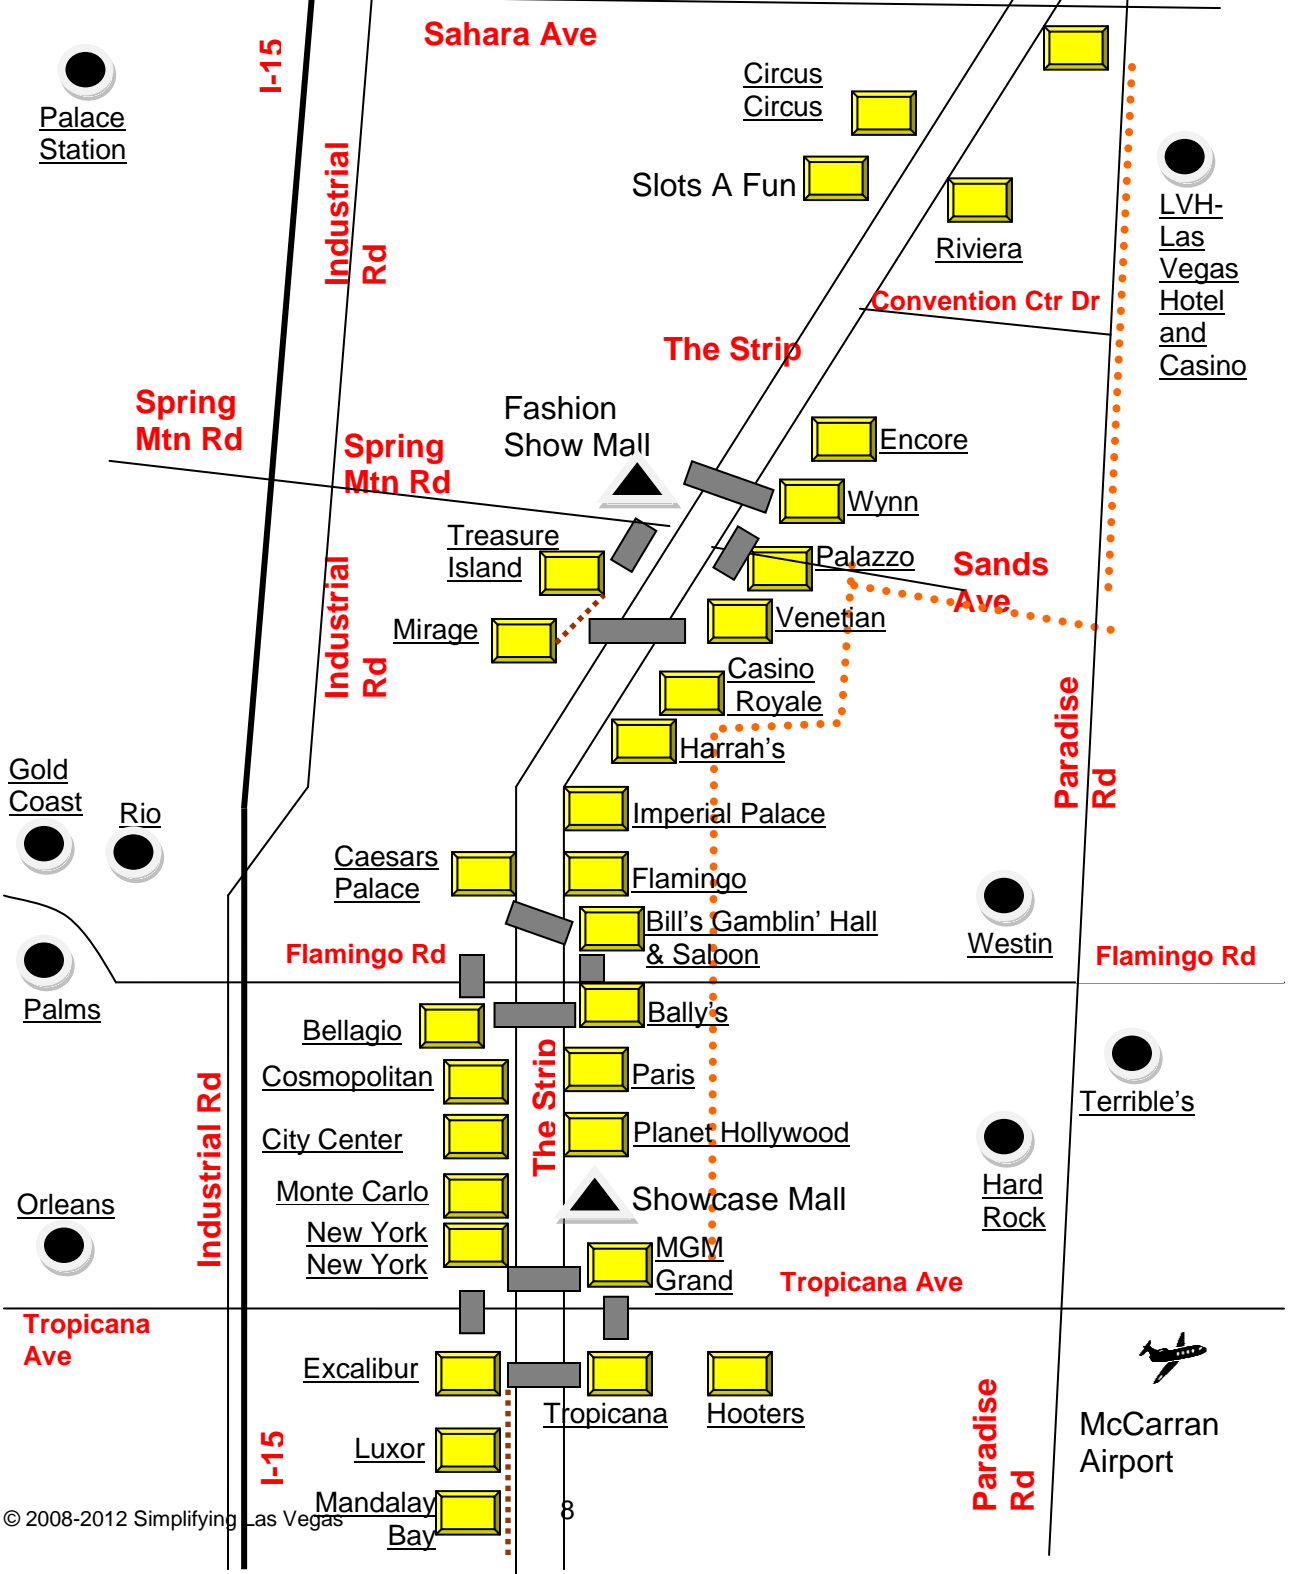 Sahara Ave
I-15
Palace
Station
Circus
Circus
Industrial
Rd
Slots A Fun
LVH-
Las
Vegas
Hotel
and
Casino
Riviera
Convention Ctr Dr
The Strip
Spring
Mtn Rd
Spring
Mtn Rd
Fashion
Show Mall
Encore
Wynn
Treasure
Island
Palazzo
Sands
Ave
Industrial
Rd
Mirage
Venetian
Casino
Royale
Paradise
Rd
Harrah's
Gold
Coast
Rio
Imperial Palace
Caesars
Palace
Flamingo
Bill's Gamblin' Hall
& Saloon
Westin
Flamingo Rd
Flamingo Rd
Palms
Bellagio
Bally's
The Strip
Cosmopolitan
Paris
Terrible's
Industrial Rd
City Center
Planet Hollywood
Monte Carlo
Showcase Mall
Hard
Rock
Orleans
New York
New York
MGM
Grand
Tropicana Ave
Tropicana
Ave
Excalibur
Tropicana
Hooters
Paradise
Rd
McCarran
Airport
I-15
Luxor
Mandalay
Bay
© 2008-2012 Simplifying Las Vegas
8